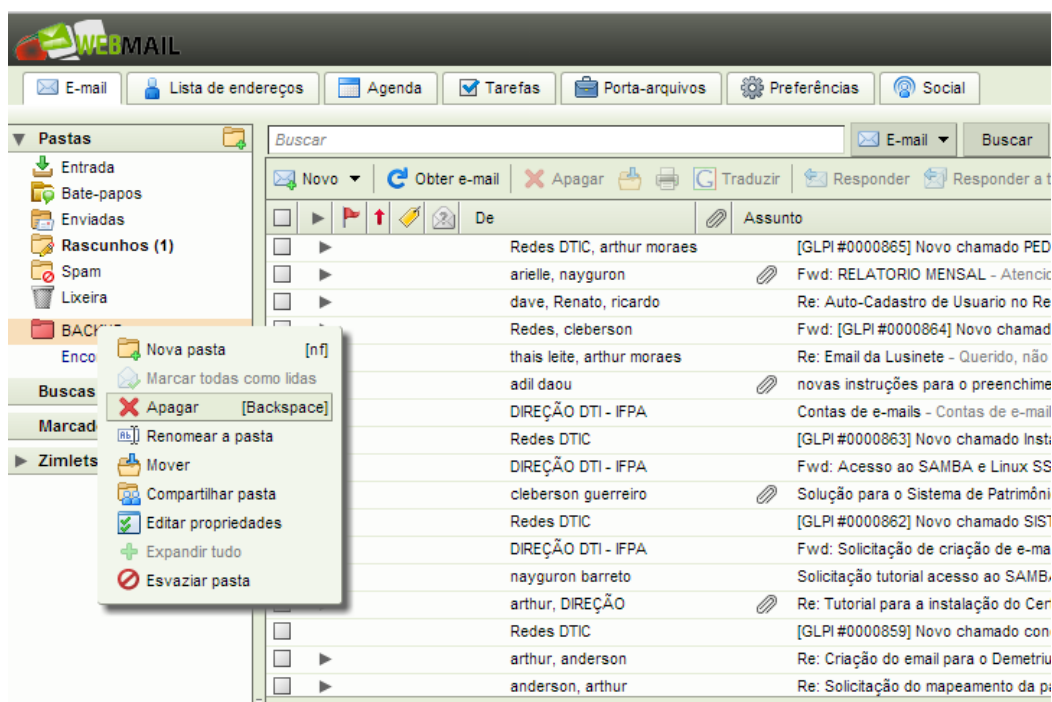 WEBMAIL
E-mail Lista de endereços Agenda Tarefas Porta-arquivos Preferências Social
Pastas
Entrada
Bate-papos
Enviadas
Rascunhos (1)
Spam
Lixeira
Buscas
Zimlets
Nova pasta [nf]
Marcar todas como lidas
Apagar [Backspace]
Renomear a pasta
Mover
Compartilhar pasta
Editar propriedades
Expandir tudo
Esvaziar pasta
Buscar E-mail Buscar
Novo Obter e-mail Apagar Traduzir Responder Responder a t
De Assunto
Redes DTIC, arthur moraes [GLPI #0000865] Novo chamado PED
arielle, nayguron Fwd: RELATORIO MENSAL - Atencio
dave, Renato, ricardo Re: Auto-Cadastro de Usuario no Re
Redes, cleberson Fwd: [GLPI #0000864] Novo chamad
thais leite, arthur moraes Re: Email da Lusinete - Querido, não
adil daou novas instruções para o preenchime
DIREÇÃO DTI - IFPA Contas de e-mails - Contas de e-mail
Redes DTIC [GLPI #0000863] Novo chamado Insta
DIREÇÃO DTI - IFPA Fwd: Acesso ao SAMBA e Linux SS
cleberson guerreiro Solução para o Sistema de Patrimôni
Redes DTIC [GLPI #0000862] Novo chamado SIST
DIREÇÃO DTI - IFPA Fwd: Solicitação de criação de e-ma
nayguron barreto Solicitação tutorial acesso ao SAMB
arthur, DIREÇÃO Re: Tutorial para a instalação do Cer
Redes DTIC [GLPI #0000859] Novo chamado con
arthur, anderson Re: Criação do email para o Demetriu
anderson, arthur Re: Solicitação do mapeamento da pa